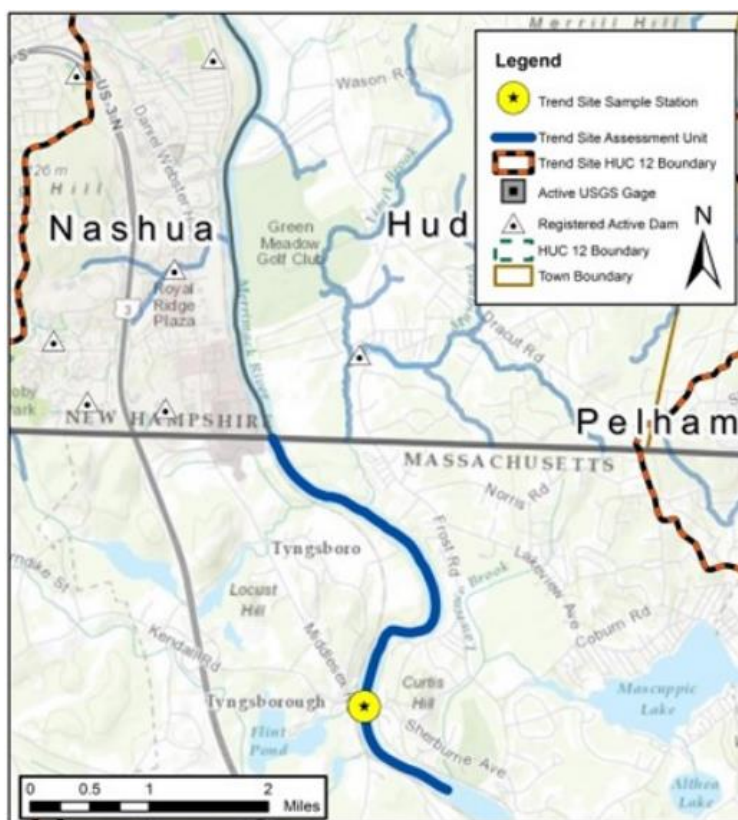 Merrill Hill
Wason Rd
US-3 N
Daniel Webster Hwy
226 m
Hill
Nashua
Green
Meadow
Golf Club
Hud
Legend
Trend Site Sample Station
Trend Site Assessment Unit
Trend Site HUC 12 Boundary
Active USGS Gage
Registered Active Dam
HUC 12 Boundary
Town Boundary
N
Royal
Ridge
Plaza
3
Merrimack River
Dracut Rd
Park
NEW HAMPSHIRE
Pelham
MASSACHUSETTS
Norris Rd
Tyngsboro
Frost Rd
Lakeview Ave
Brook
Locust
Hill
Kendall Rd
Coburn Rd
Middlesex
Tyngsborough
Curtis
Hill
Mascuppic
Lake
Flint
Pond
Sherburne Ave
Althea
Lake
0 0.5 1 2
Miles